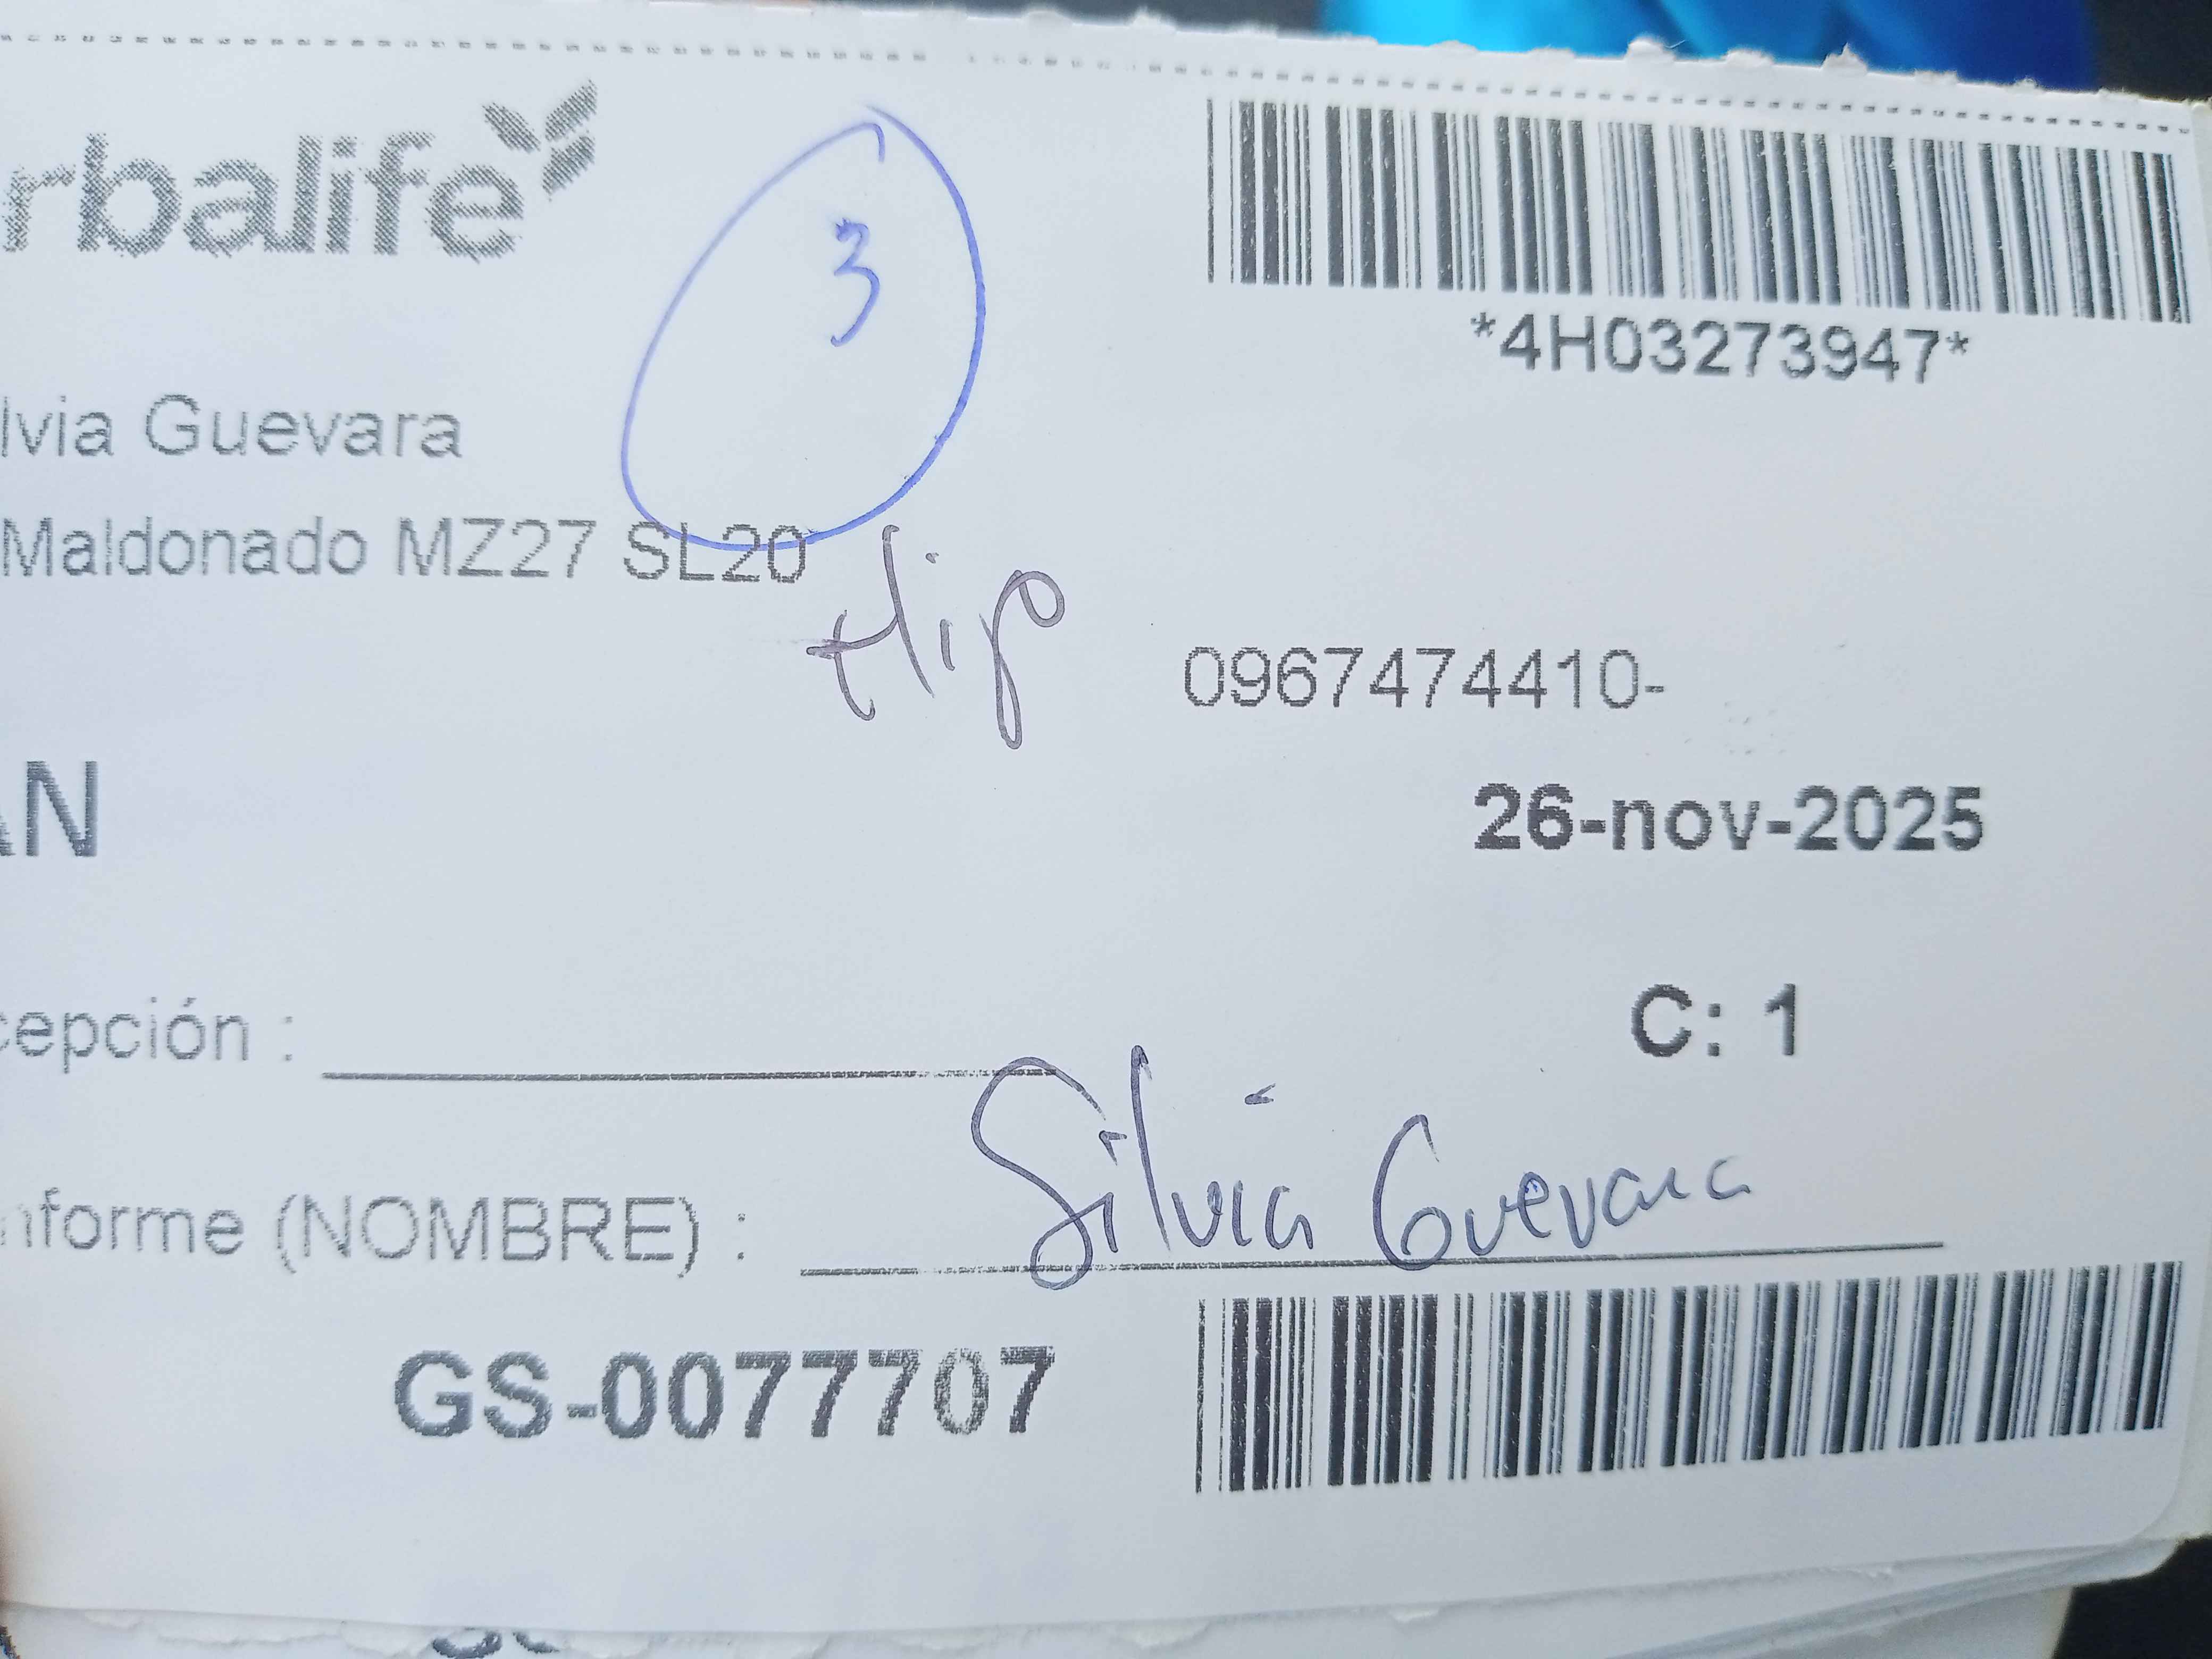 rbalife
3
*4H03273947*
lvia Guevara
Maldonado MZ27 SL20
Hip
0967474410-
AN
26-nov-2025
C: 1
cepción :
nforme (NOMBRE) : Silvia Guevara
GS-0077707